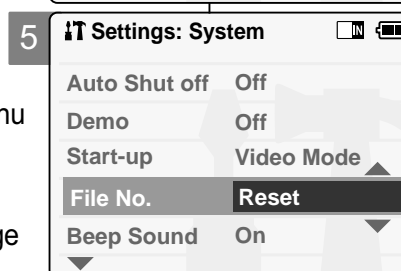 5
Settings: System IN
Auto Shut off Off
nu
Demo Off
Start-up Video Mode
File No. Reset
ge
Beep Sound On